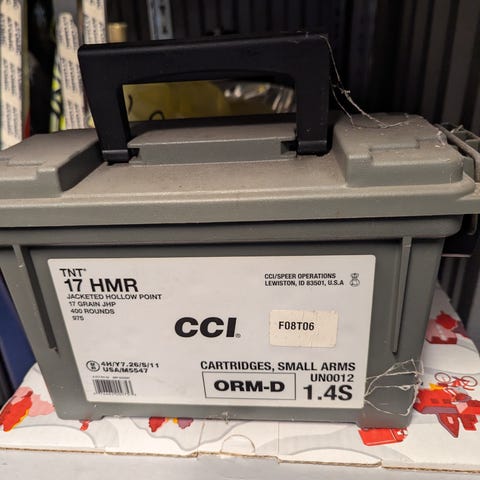 TNT®
17 HMR
JACKETED HOLLOW POINT
17 GRAIN JHP
400 ROUNDS
975
CCI/SPEER OPERATIONS
LEWISTON, ID 83501, U.S.A
CCI
F08T06
4H/Y7.26/S/11
USA/M5547
CARTRIDGES, SMALL ARMS
ORM-D
UN0012
1.4S